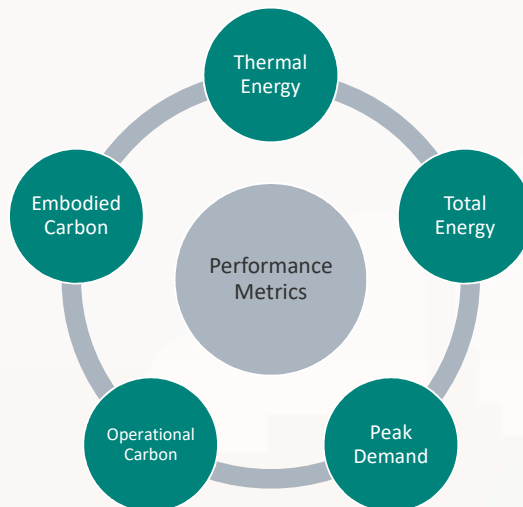 Thermal
Energy
Total
Energy
Peak
Demand
Operational
Carbon
Embodied
Carbon
Performance
Metrics